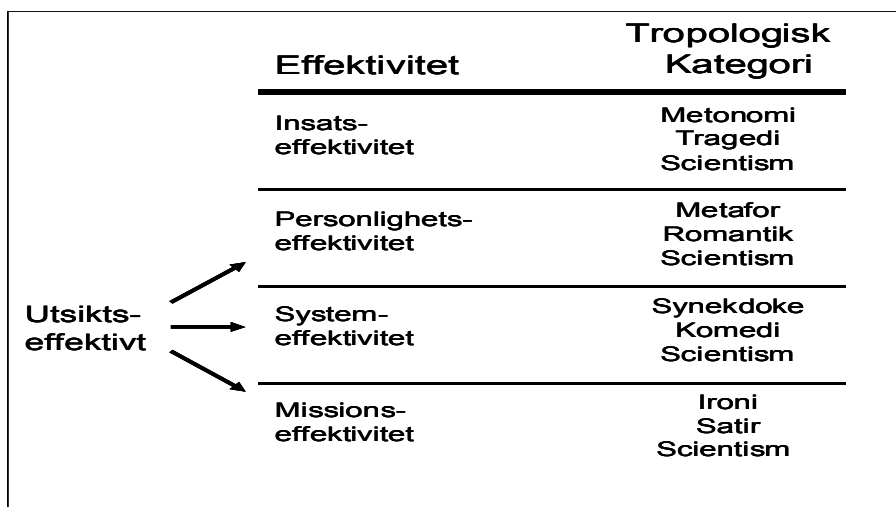 Effektivitet
Tropologisk
Kategori
Insats-
effektivitet
Metonomi
Tragedi
Scientism
Personlighets-
effektivitet
Metafor
Romantik
Scientism
Utsikts-
effektivt
System-
effektivitet
Synekdoke
Komedi
Scientism
Missions-
effektivitet
Ironi
Satir
Scientism